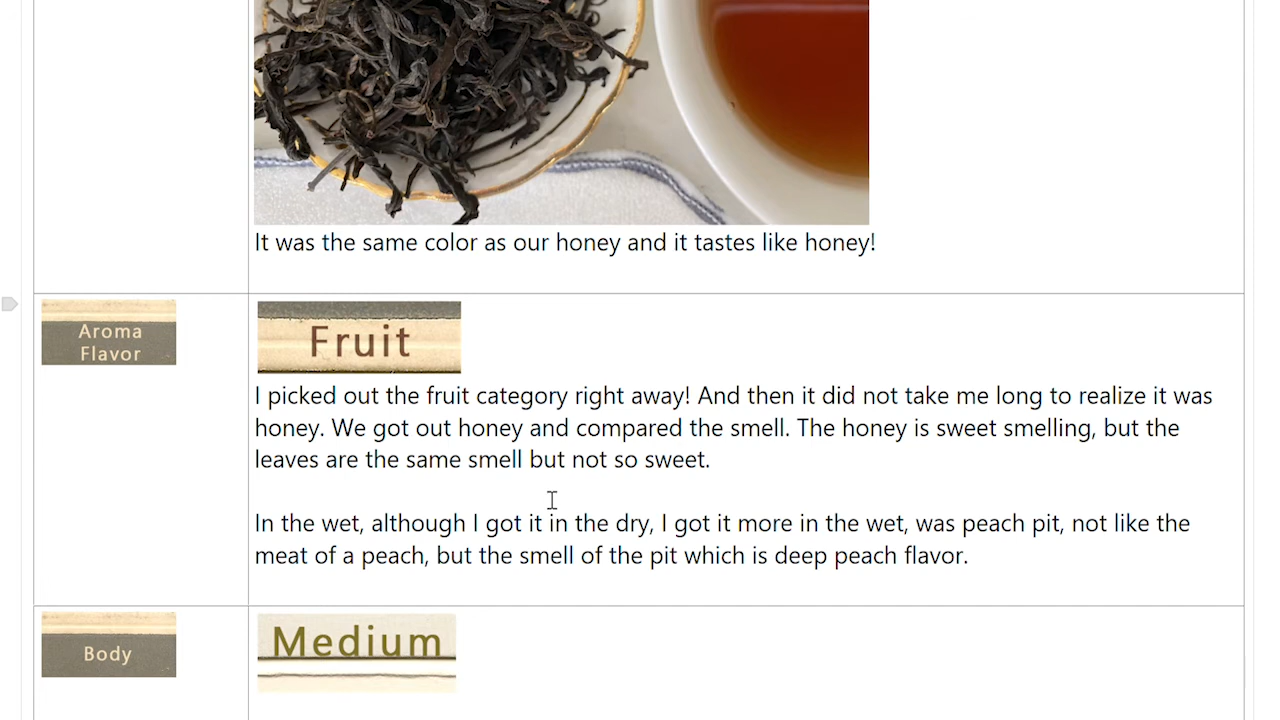 It was the same color as our honey and it tastes like honey!
Aroma
Flavor
Fruit
I picked out the fruit category right away! And then it did not take me long to realize it was
honey. We got out honey and compared the smell. The honey is sweet smelling, but the
leaves are the same smell but not so sweet.
In the wet, although I got it in the dry, I got it more in the wet, was peach pit, not like the
meat of a peach, but the smell of the pit which is deep peach flavor.
Body
Medium